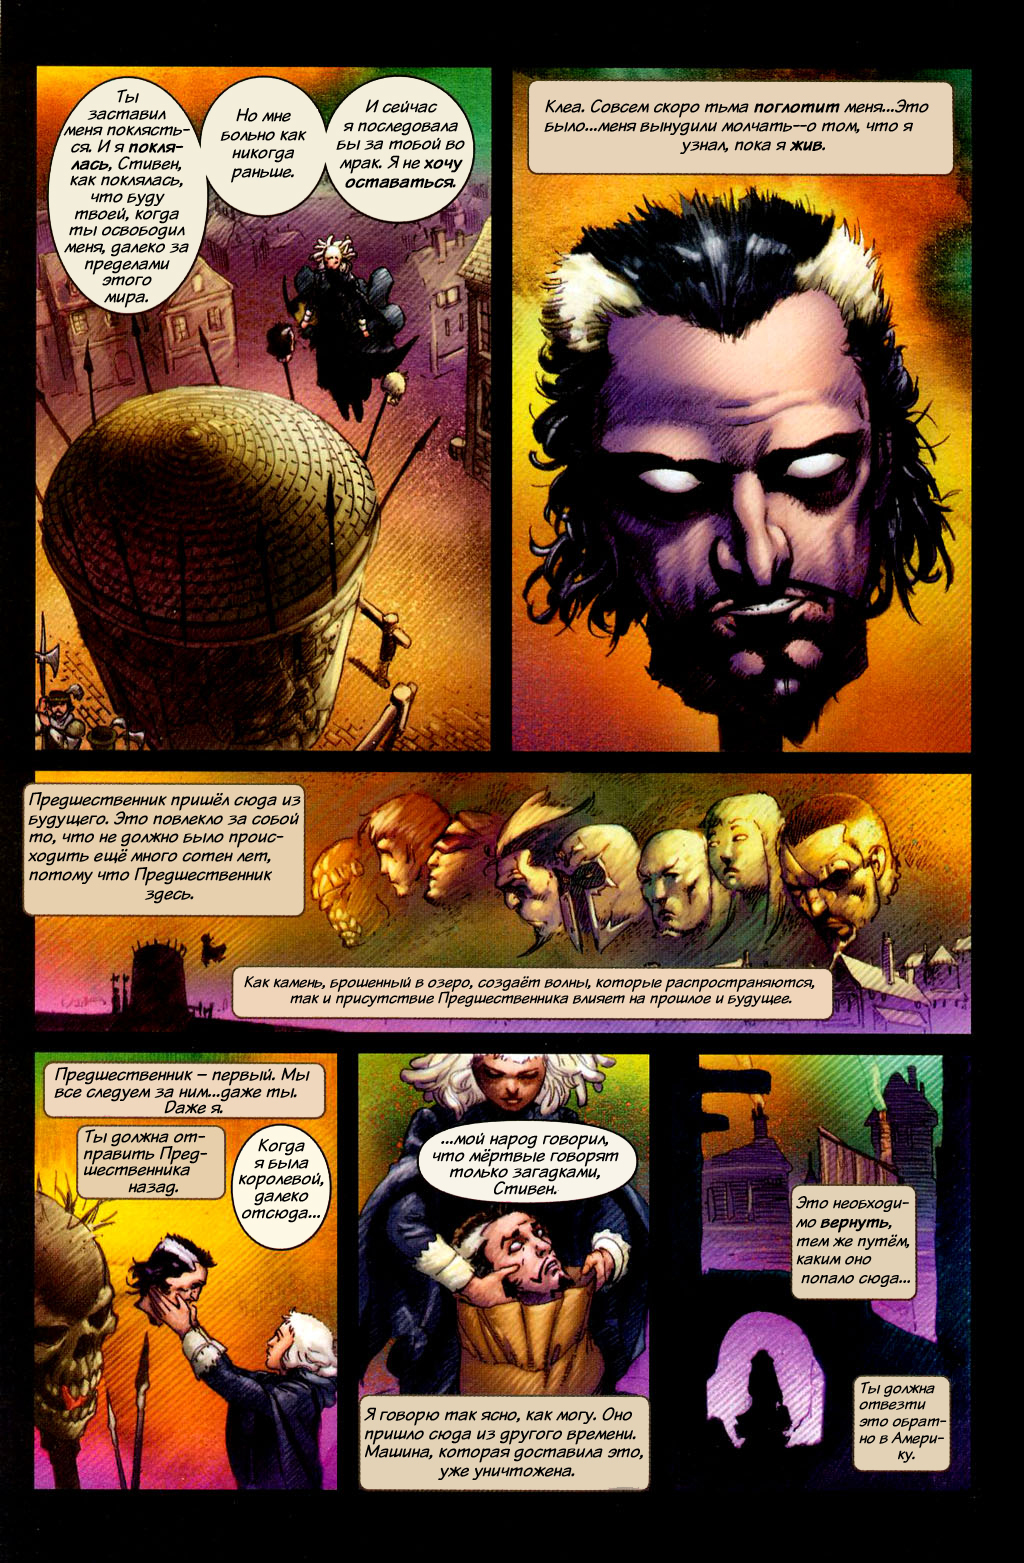 Ты
заставил
меня поклясть-
ся. И я покля-
лась, Стивен,
как поклялась,
что буду
твоей, когда
ты освободил
меня, далеко за
пределами
этого
мира.
Но мне
больно как
никогда
раньше.
И сейчас
я последовала
бы за тобой во
мрак. Я не хочу
оставаться.
Клеа. Совсем скоро тьма поглотит меня...Это
было...меня вынудили молчать--о том, что я
узнал, пока я жив.
Предшественник пришёл сюда из
будущего. Это повлекло за собой
то, что не должно было проис-
ходить ещё много сотен лет,
потому что Предшественник
здесь.
Как камень, брошенный в озеро, создаёт волны, которые распространяются,
так и присутствие Предшественника влияет на прошлое и будущее.
Предшественник – первый. Мы
все следуем за ним...даже ты.
Даже я.
Ты должна от-
править Пред-
шественника
назад.
Когда
я была
королевой,
далеко
отсюда...
...мой народ говорил,
что мёртвые говорят
только загадками,
Стивен.
Я говорю так ясно, как могу. Оно
пришло сюда из другого времени.
Машина, которая доставила это,
уже уничтожена.
Это необходи-
мо вернуть,
тем же путём,
каким оно
попало сюда...
Ты должна
отвезти
это обрат-
но в Амери-
ку.